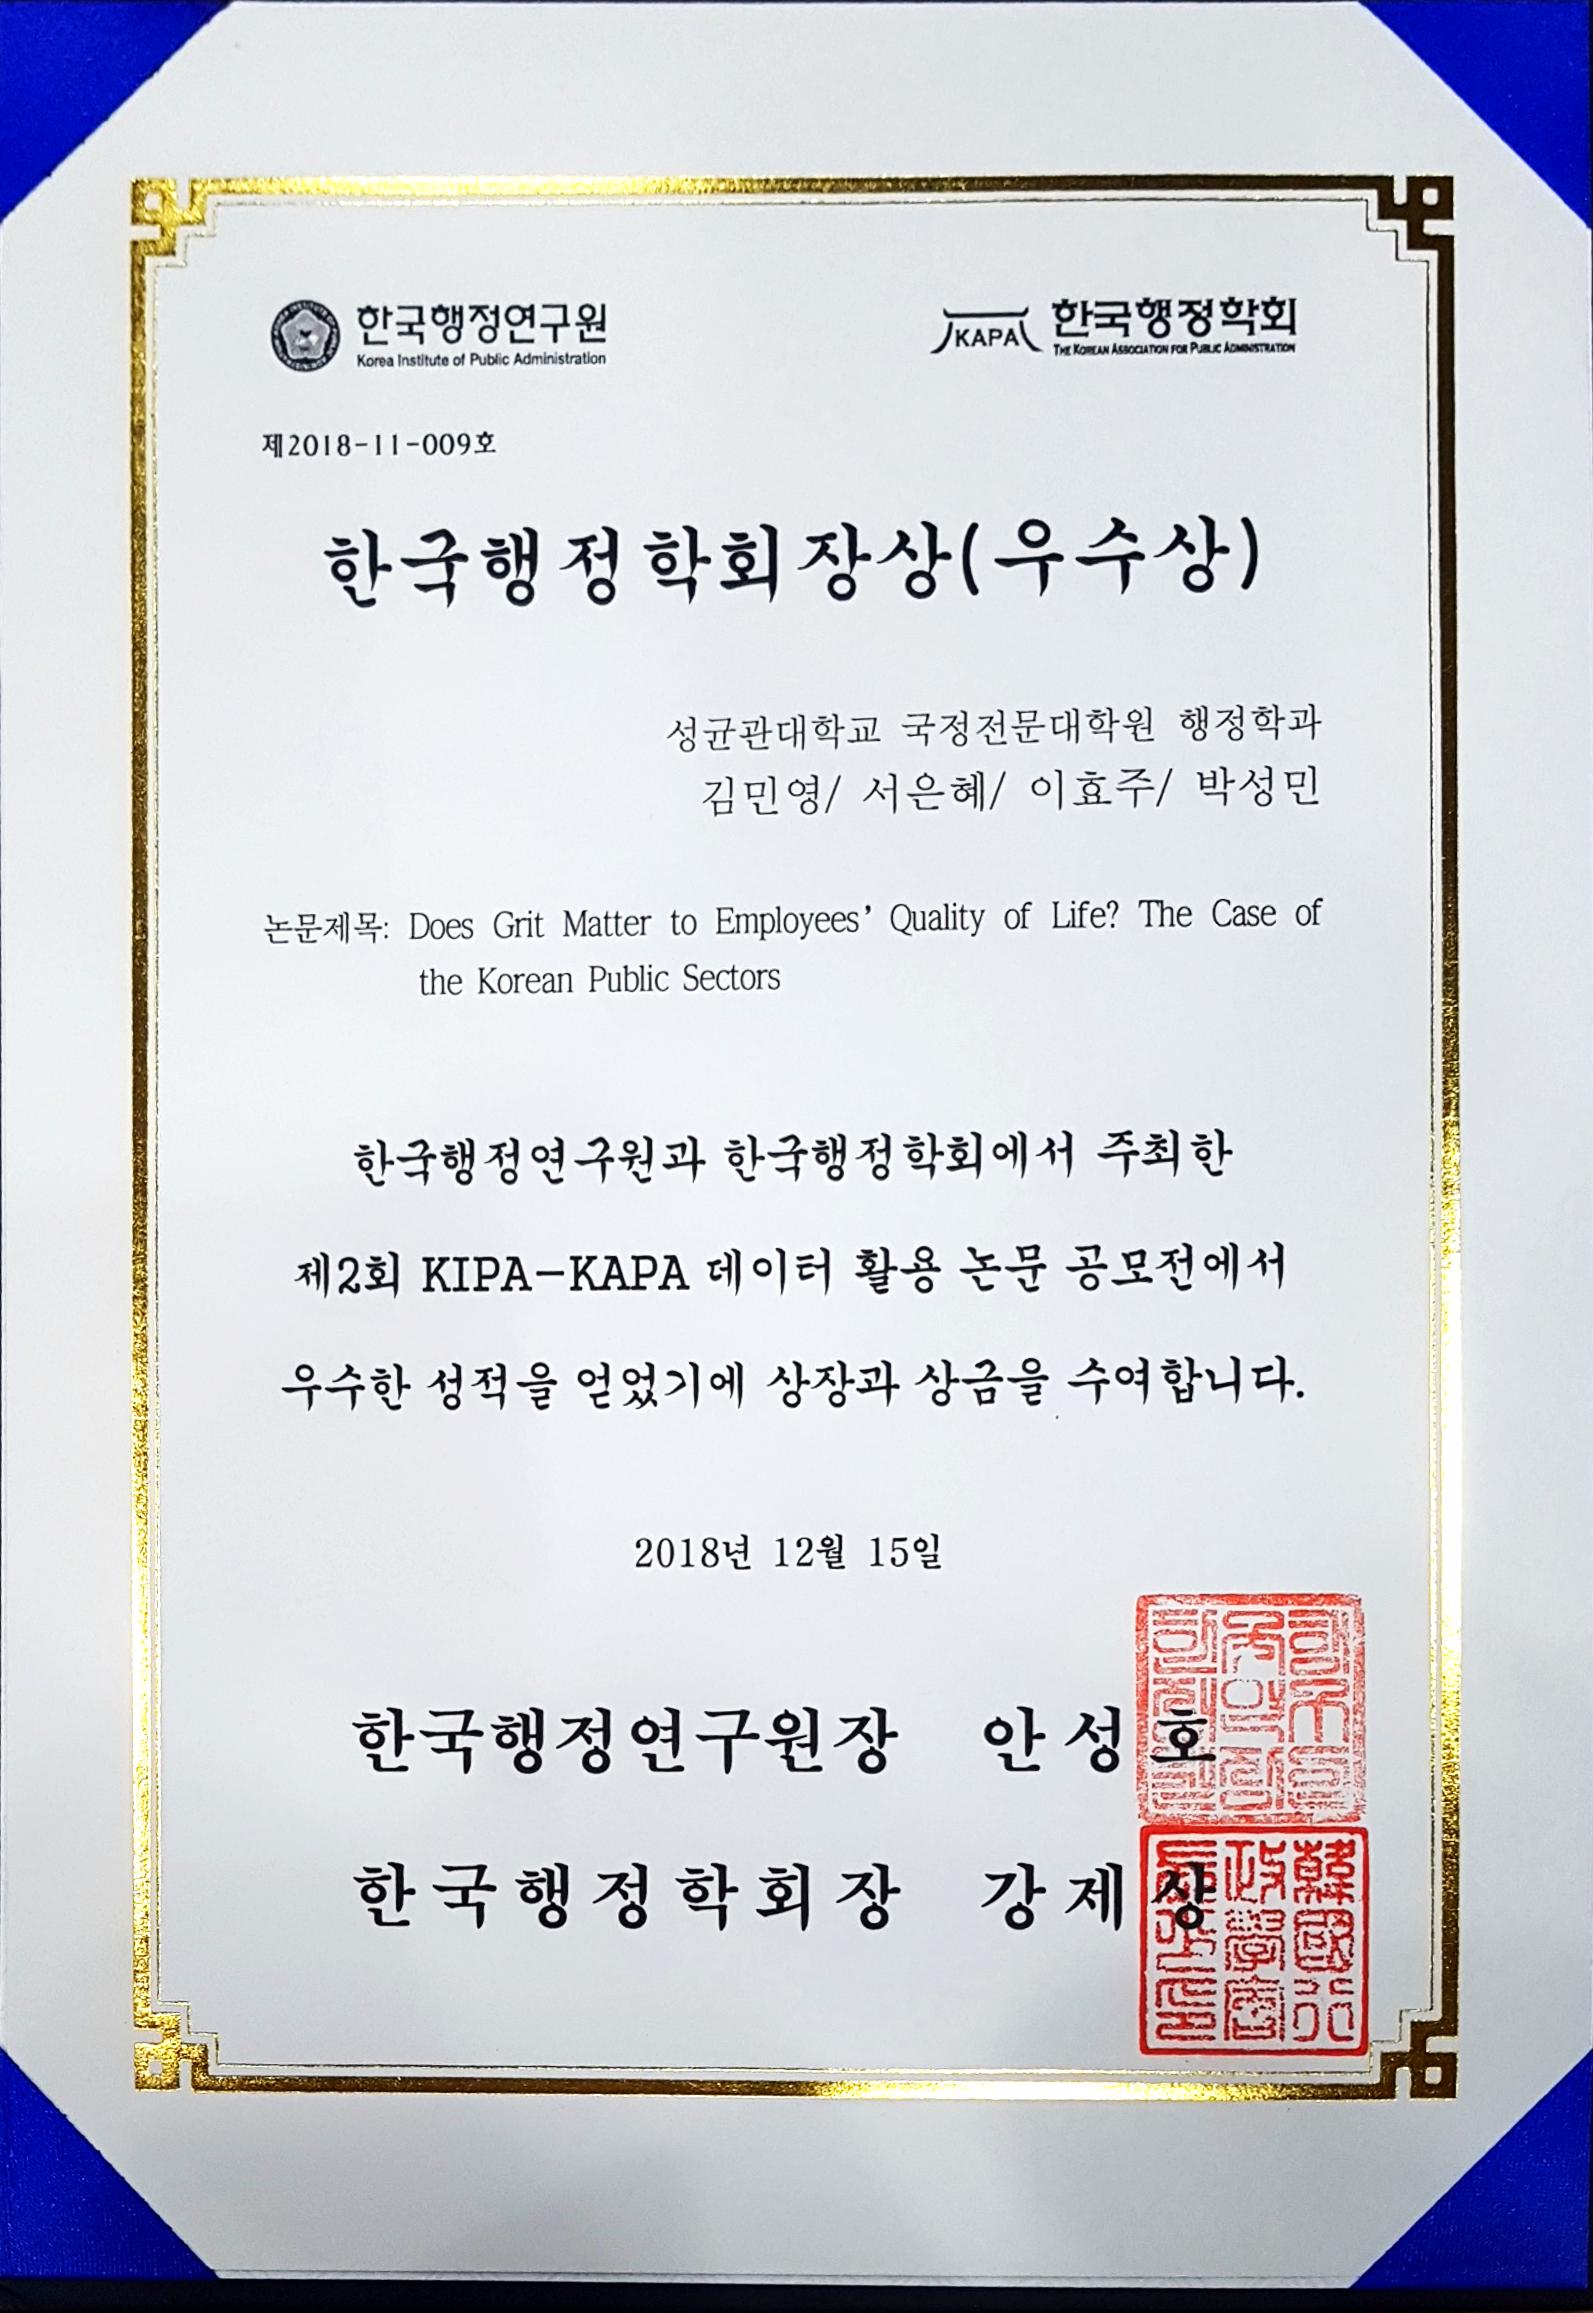 한국행정연구원
Korea Institute of Public Administration
KAPA 한국행정학회
THE KOREAN ASSOCIATION FOR PUBLIC ADMINISTRATION
제2018-11-009호
한국행정학회장상(우수상)
성균관대학교 국정전문대학원 행정학과
김민영/ 서은혜/ 이효주/ 박성민
논문제목: Does Grit Matter to Employees’ Quality of Life? The Case of
the Korean Public Sectors
한국행정연구원과 한국행정학회에서 주최한
제2회 KIPA-KAPA 데이터 활용 논문 공모전에서
우수한 성적을 얻었기에 상장과 상금을 수여합니다.
2018년 12월 15일
한국행정연구원장 안성호
한국행정학회장 강제상
韓國行
政學會